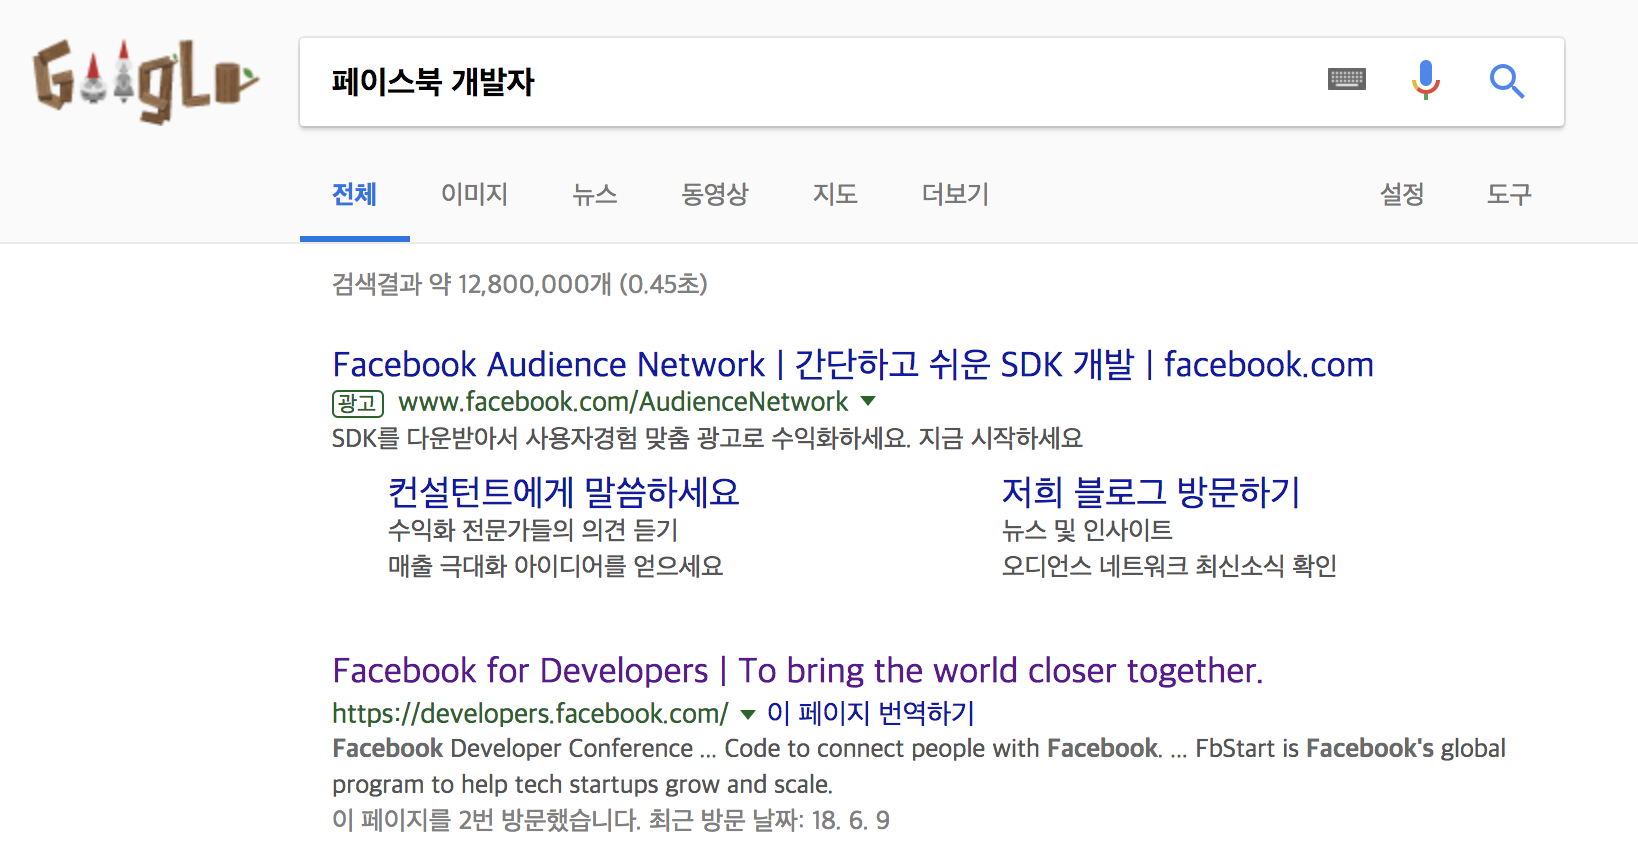 Google
페이스북 개발자
전체 이미지 뉴스 동영상 지도 더보기 설정 도구
검색결과 약 12,800,000개 (0.45초)
Facebook Audience Network | 간단하고 쉬운 SDK 개발 | facebook.com
광고 www.facebook.com/AudienceNetwork
SDK를 다운받아서 사용자경험 맞춤 광고로 수익화하세요. 지금 시작하세요
컨설턴트에게 말씀하세요
수익화 전문가들의 의견 듣기
매출 극대화 아이디어를 얻으세요
저희 블로그 방문하기
뉴스 및 인사이트
오디언스 네트워크 최신소식 확인
Facebook for Developers | To bring the world closer together.
https://developers.facebook.com/ 이 페이지 번역하기
Facebook Developer Conference ... Code to connect people with Facebook. ... FbStart is Facebook's global
program to help tech startups grow and scale.
이 페이지를 2번 방문했습니다. 최근 방문 날짜: 18. 6. 9